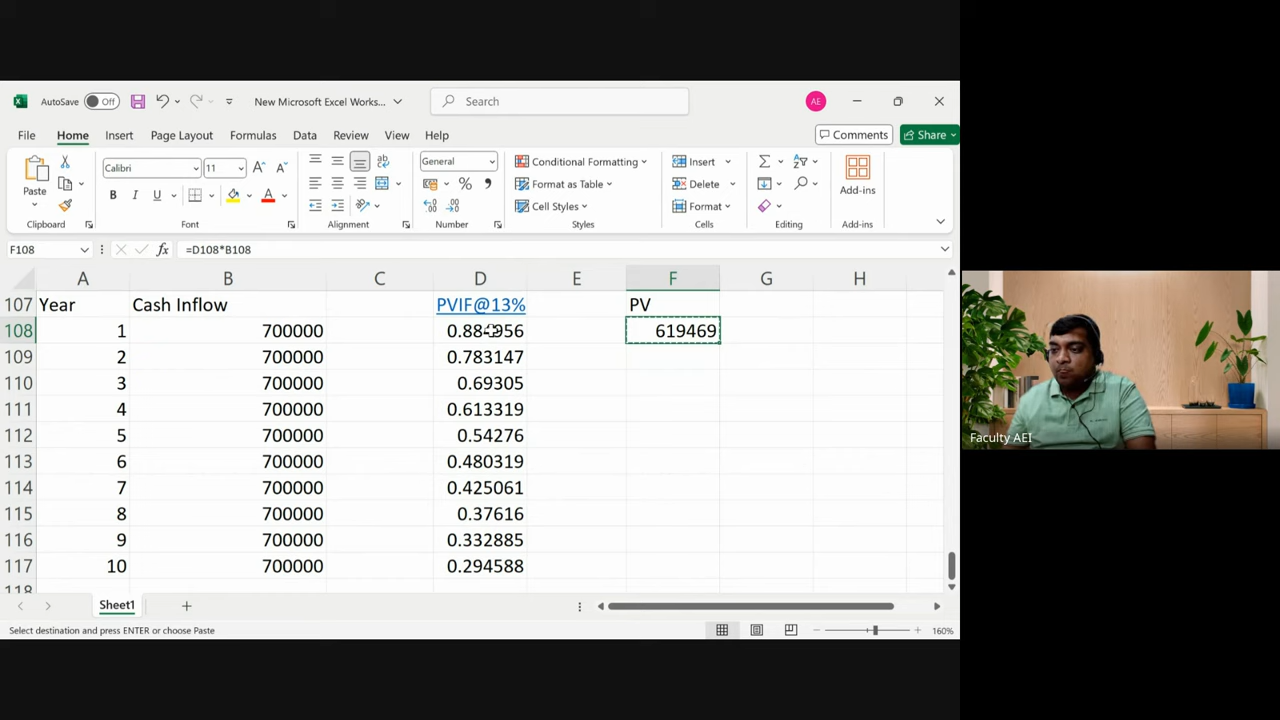 AutoSave Off New Microsoft Excel Works... Search AE
File Home Insert Page Layout Formulas Data Review View Help Comments Share
Calibri 11 General Conditional Formatting Insert
Paste B I U Format as Table Delete Add-ins
Cell Styles Format
Clipboard Font Alignment Number Styles Cells Editing Add-ins
F108 fx =D108*B108
A B C D E F G H
107 Year Cash Inflow PVIF@13% PV
108 1 700000 0.884956 619469
109 2 700000 0.783147
110 3 700000 0.69305
111 4 700000 0.613319
112 5 700000 0.54276
113 6 700000 0.480319
114 7 700000 0.425061
115 8 700000 0.37616
116 9 700000 0.332885
117 10 700000 0.294588
118
Sheet1
Select destination and press ENTER or choose Paste 160%
Faculty AEI